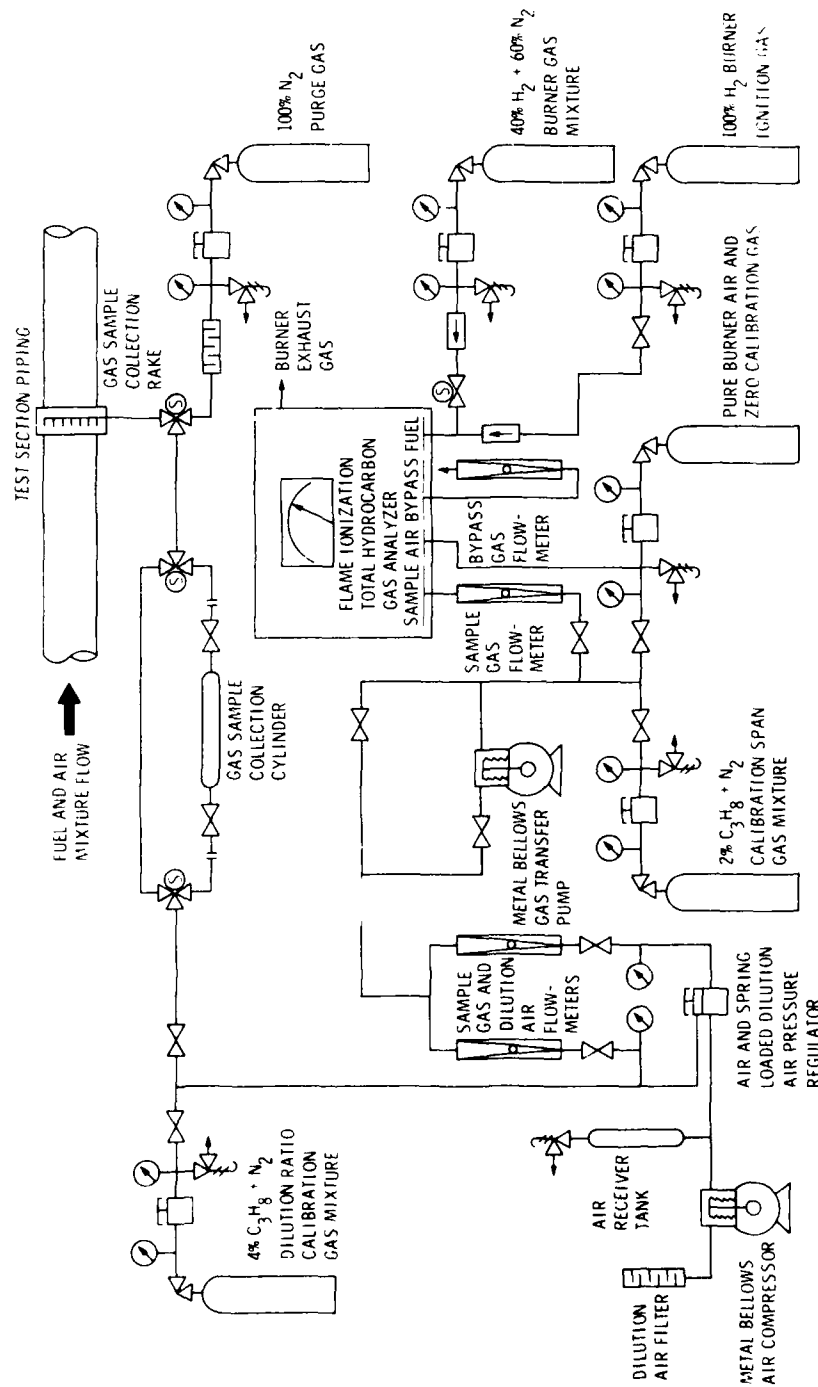 TEST SECTION PIPING
FUEL AND AIR
MIXTURE FLOW
GAS SAMPLE
COLLECTION
RAKE
100% N2
PURGE GAS
GAS SAMPLE
COLLECTION
CYLINDER
S
S
S
4% C3H8 + N2
DILUTION RATIO
CALIBRATION
GAS MIXTURE
BURNER
EXHAUST
GAS
FLAME IONIZATION
TOTAL HYDROCARBON
GAS ANALYZER
SAMPLE AIR BYPASS FUEL
S
40% H2 + 60% N2
BURNER GAS
MIXTURE
SAMPLE
GAS
FLOW-
METER
BYPASS
GAS
FLOW-
METER
METAL BELLOWS
GAS TRANSFER
PUMP
SAMPLE
GAS AND
DILUTION
AIR
FLOW-
METERS
100% H2 BURNER
IGNITION GAS
PURE BURNER AIR AND
ZERO CALIBRATION GAS
2% C3H8 + N2
CALIBRATION SPAN
GAS MIXTURE
AIR AND SPRING
LOADED DILUTION
AIR PRESSURE
REGULATOR
AIR
RECEIVER
TANK
DILUTION
AIR FILTER
METAL BELLOWS
AIR COMPRESSOR